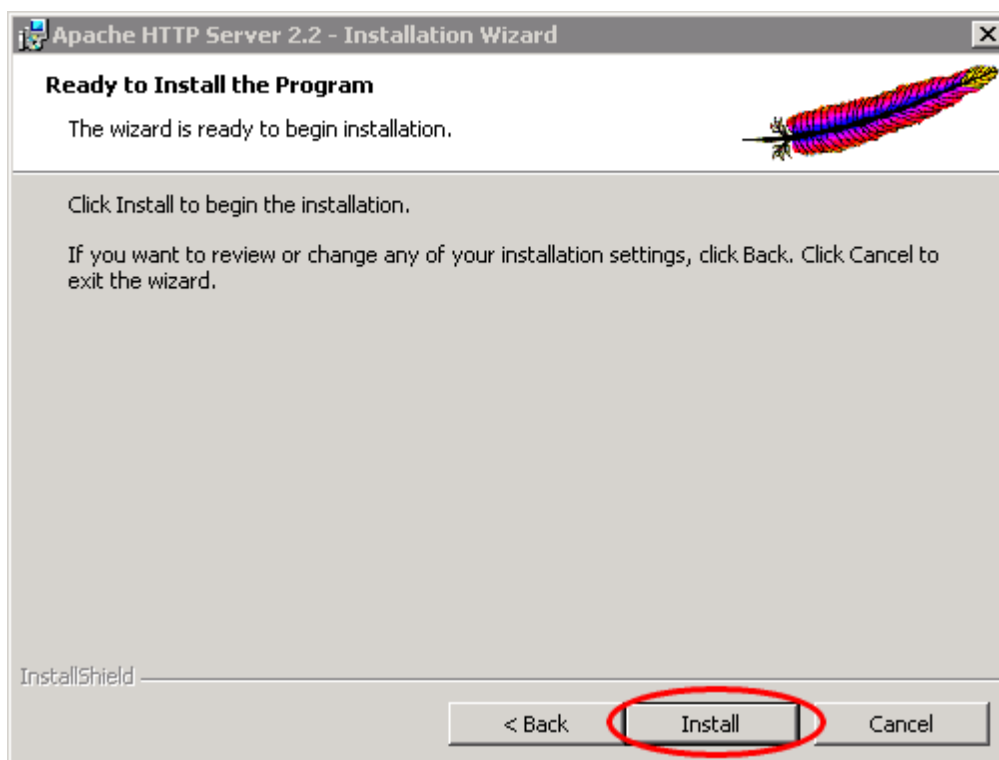 Apache HTTP Server 2.2 - Installation Wizard
Ready to Install the Program
The wizard is ready to begin installation.
Click Install to begin the installation.
If you want to review or change any of your installation settings, click Back. Click Cancel to
exit the wizard.
InstallShield
< Back Install Cancel